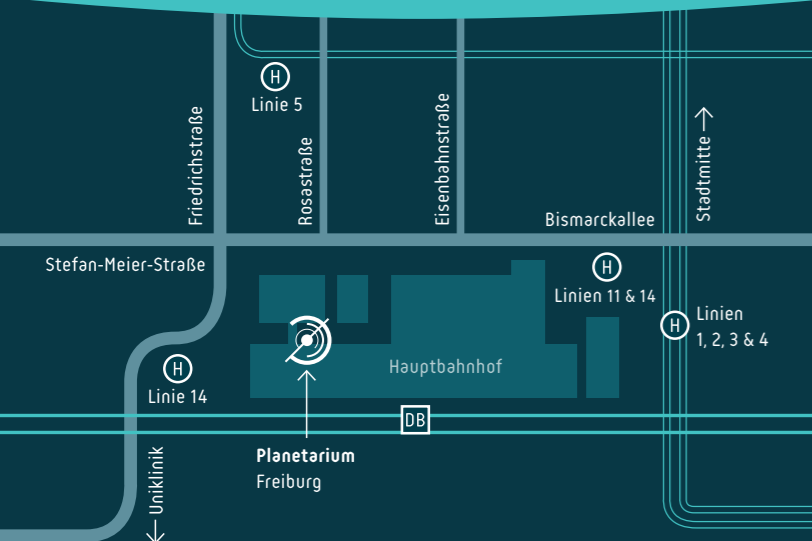 H
Linie 5
Friedrichstraße
Rosastraße
Eisenbahnstraße
Stadtmitte
Bismarckallee
Stefan-Meier-Straße
H
Linien 11 & 14
H
Linien
1, 2, 3 & 4
H
Linie 14
Hauptbahnhof
DB
Planetarium
Freiburg
Uniklinik